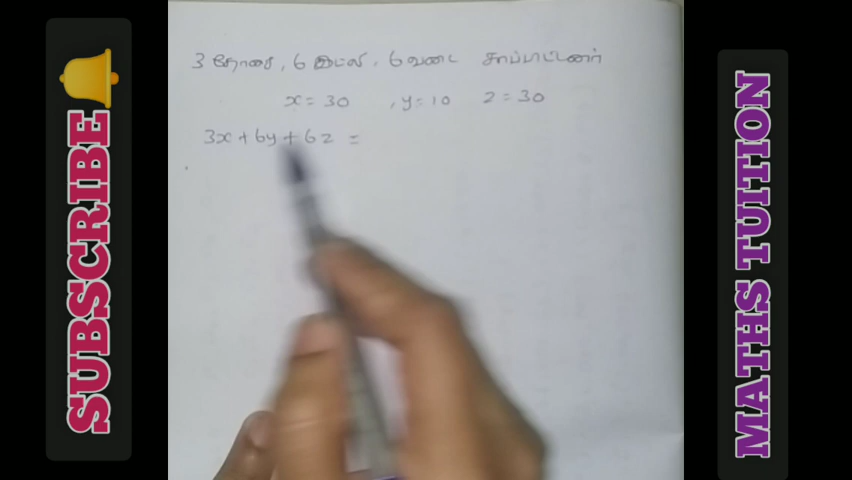 SUBSCRIBE
3 தோசை, 6 இட்லி, 6 வடை சாப்பிட்டனர்
x = 30 , y = 10 z = 30
3x + 6y + 6z =
MATHS TUITION